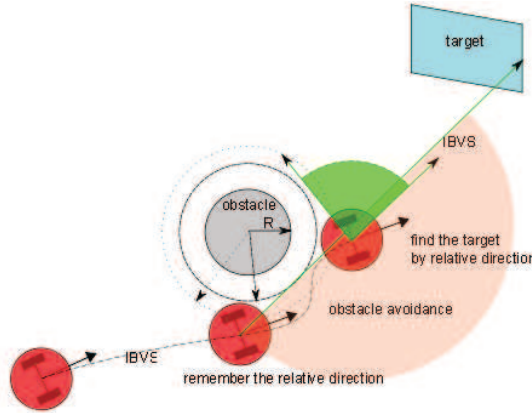 target
IBVS
obstacle
R
find the target
by relative direction
obstacle avoidance
IBVS
remember the relative direction